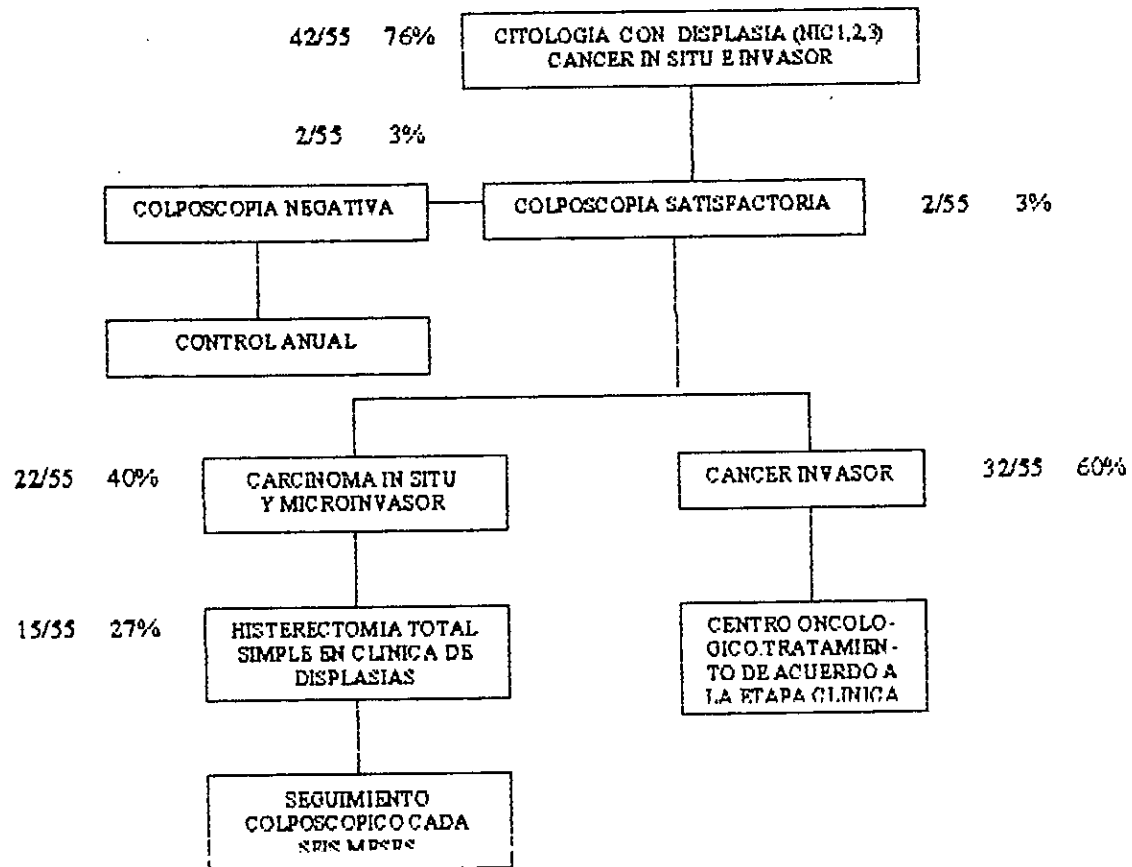 42/55 76%
CITOLOGIA CON DISPLASIA (NIC1,2,3)
CANCER IN SITU E INVASOR
2/55 3%
COLPOSCOPIA NEGATIVA
COLPOSCOPIA SATISFACTORIA
2/55 3%
CONTROL ANUAL
22/55 40%
CARCINOMA IN SITU
Y MICROINVASOR
CANCER INVASOR
32/55 60%
15/55 27%
HISTERECTOMIA TOTAL
SIMPLE EN CLINICA DE
DISPLASIAS
CENTRO ONCOLO-
GICO.TRATAMIEN-
TO DE ACUERDO A
LA ETAPA CLINICA
SEGUIMIENTO
COLPOSCOPICO CADA
SEIS MESES